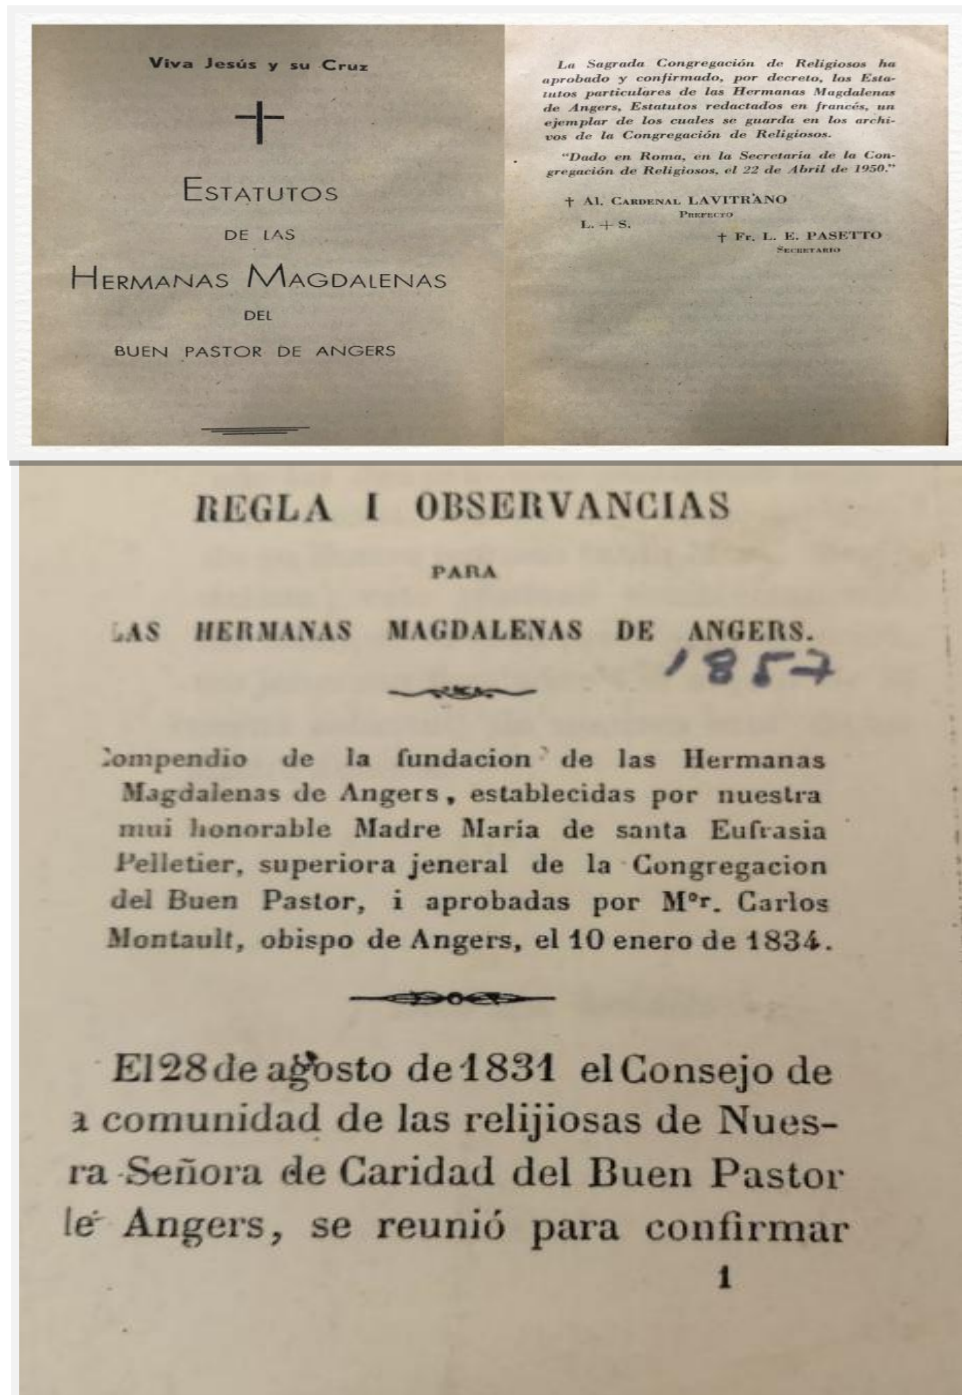 Viva Jesús y su Cruz
ESTATUTOS
DE LAS
HERMANAS MAGDALENAS
DEL
BUEN PASTOR DE ANGERS
La Sagrada Congregación de Religiosos ha
aprobado y confirmado, por decreto, los Esta-
tutos particulares de las Hermanas Magdalenas
de Angers, Estatutos redactados en francés, un
ejemplar de los cuales se guarda en los archi-
vos de la Congregación de Religiosos.
"Dado en Roma, en la Secretaría de la Con-
gregación de Religiosos, el 22 de Abril de 1950."
† Al. CARDENAL LAVITRANO
PREFECTO
L. + S.
† Fr. L. E. PASETTO
SECRETARIO
REGLA I OBSERVANCIAS
PARA
LAS HERMANAS MAGDALENAS DE ANGERS.
1857
Compendio de la fundacion de las Hermanas
Magdalenas de Angers, establecidas por nuestra
mui honorable Madre María de santa Eufrasia
Pelletier, superiora jeneral de la Congregacion
del Buen Pastor, i aprobadas por Mᵒʳ. Carlos
Montault, obispo de Angers, el 10 enero de 1834.
El 28 de agosto de 1831 el Consejo de
a comunidad de las relijiosas de Nues-
ra Señora de Caridad del Buen Pastor
le Angers, se reunió para confirmar
1